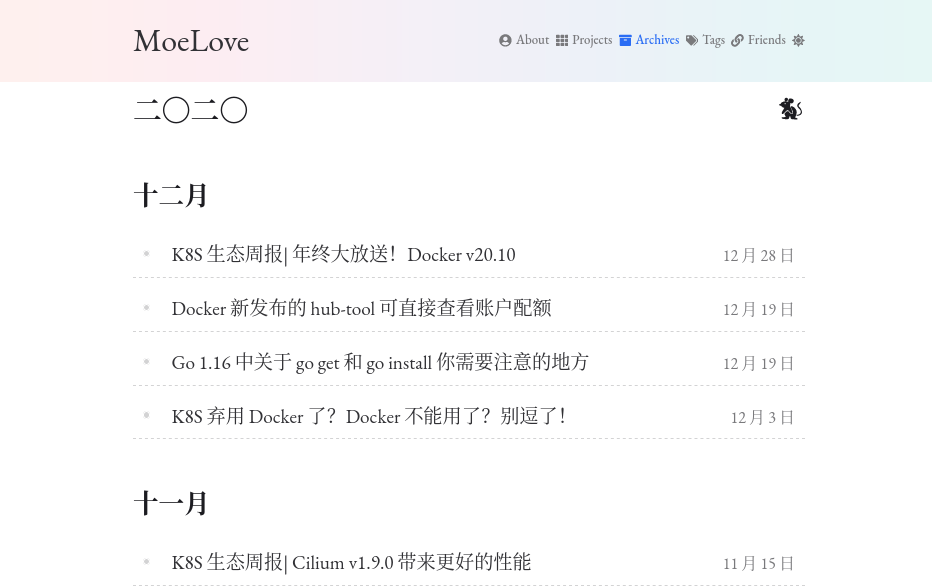 MoeLove
About Projects Archives Tags Friends
二〇二〇
十二月
K8S 生态周报| 年终大放送！Docker v20.10 12 月 28 日
Docker 新发布的 hub-tool 可直接查看账户配额 12 月 19 日
Go 1.16 中关于 go get 和 go install 你需要注意的地方 12 月 19 日
K8S 弃用 Docker 了？Docker 不能用了？别逗了！ 12 月 3 日
十一月
K8S 生态周报| Cilium v1.9.0 带来更好的性能 11 月 15 日